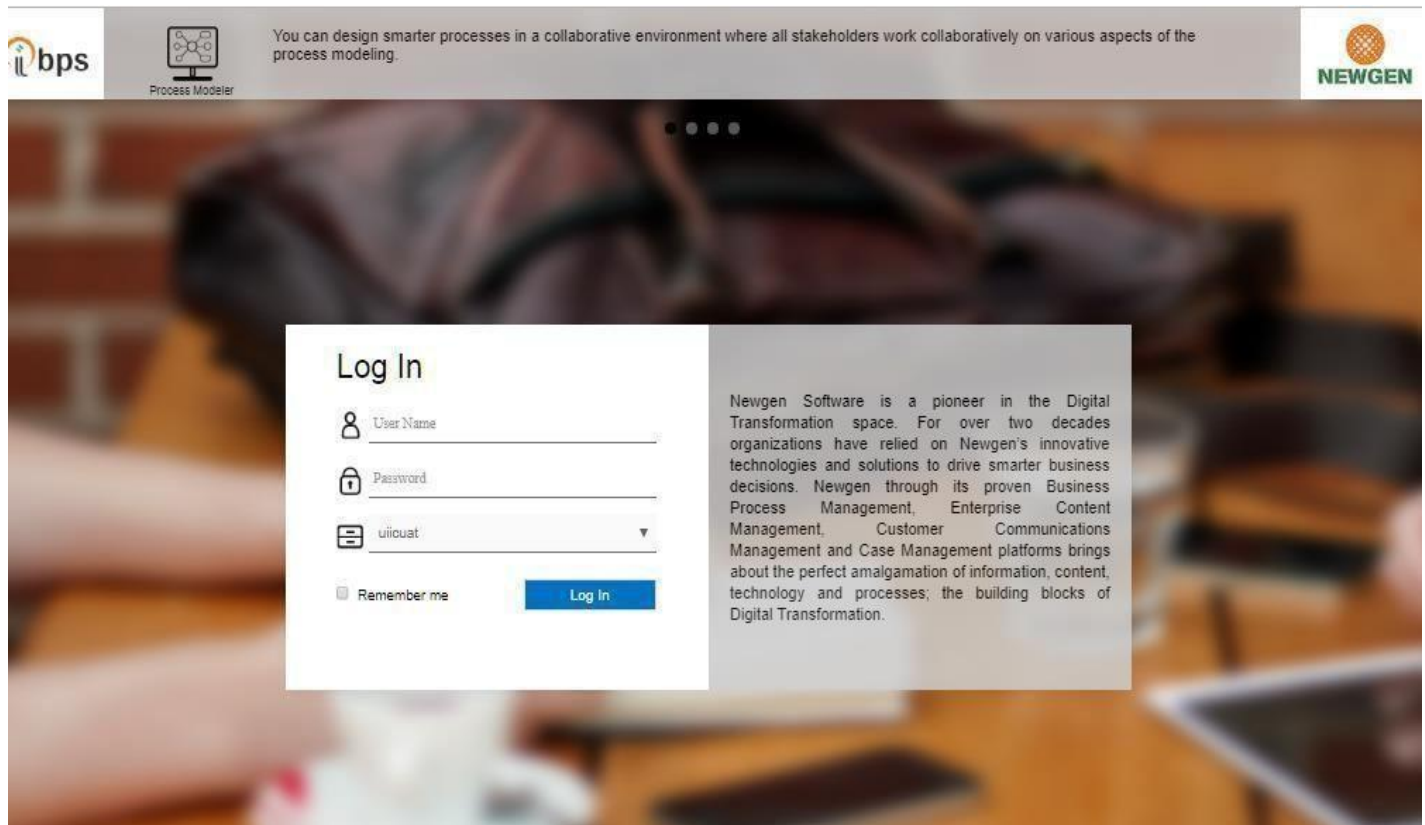 ibps
Process Modeler
You can design smarter processes in a collaborative environment where all stakeholders work collaboratively on various aspects of the
process modeling.
NEWGEN
Log In
User Name
Password
uiicuat
Remember me
Log In
Newgen Software is a pioneer in the Digital
Transformation space. For over two decades
organizations have relied on Newgen's innovative
technologies and solutions to drive smarter business
decisions. Newgen through its proven Business
Process Management, Enterprise Content
Management, Customer Communications
Management and Case Management platforms brings
about the perfect amalgamation of information, content,
technology and processes; the building blocks of
Digital Transformation.